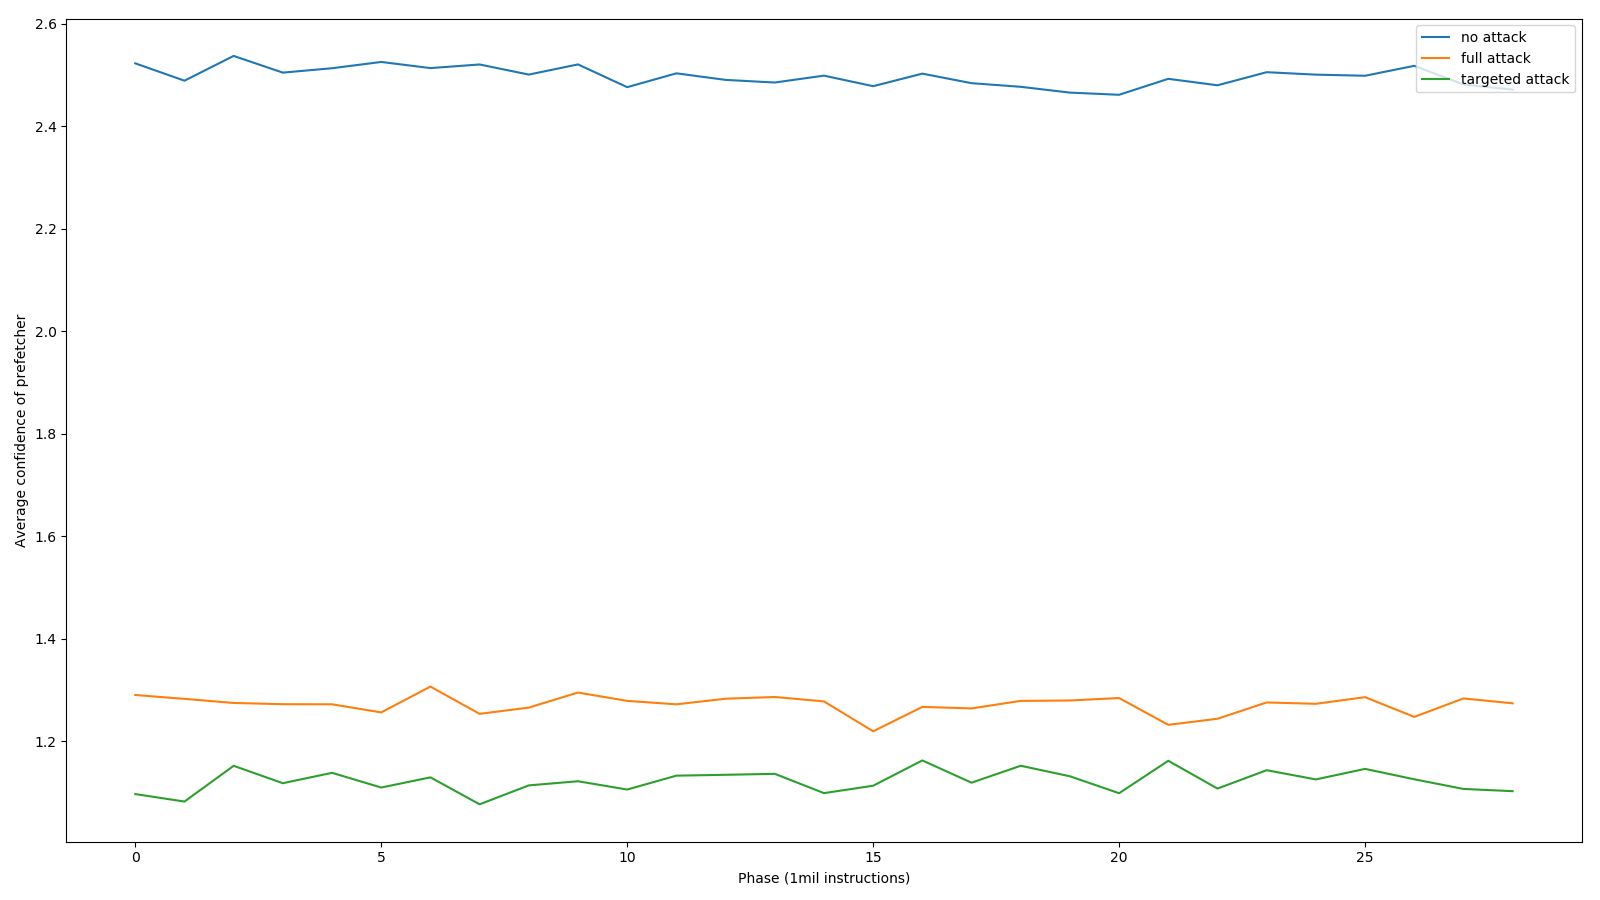 2.6
2.4
2.2
2.0
1.8
1.6
1.4
1.2
Average confidence of prefetcher
no attack
full attack
targeted attack
0 5 10 15 20 25
Phase (1mil instructions)